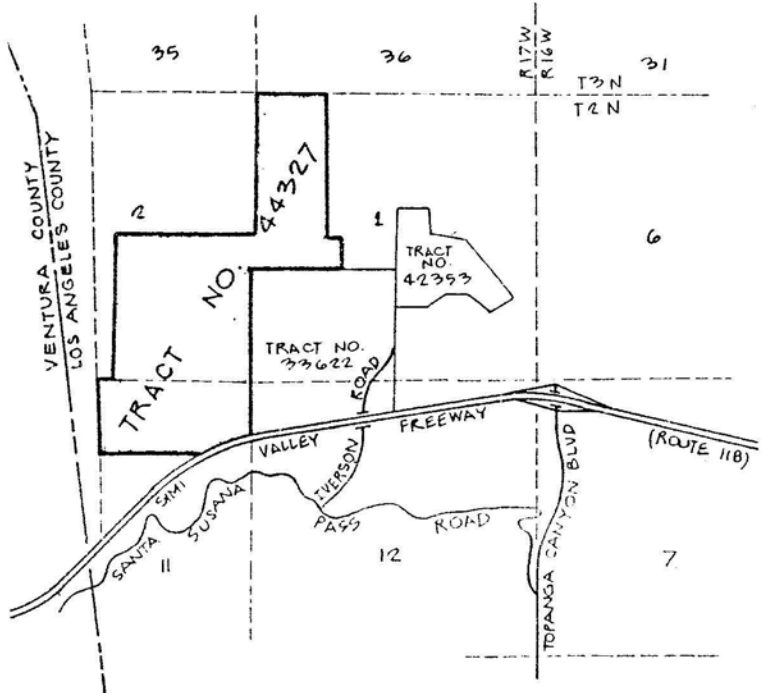 35
36
R17W
R16W
31
T3N
T2N
VENTURA COUNTY
LOS ANGELES COUNTY
2
TRACT NO. 44327
1
TRACT
NO.
42353
6
TRACT NO.
33622
IVERSON ROAD
SIMI VALLEY FREEWAY
(ROUTE 118)
SANTA SUSANA PASS ROAD
TOPANGA CANYON BLVD
11
12
7